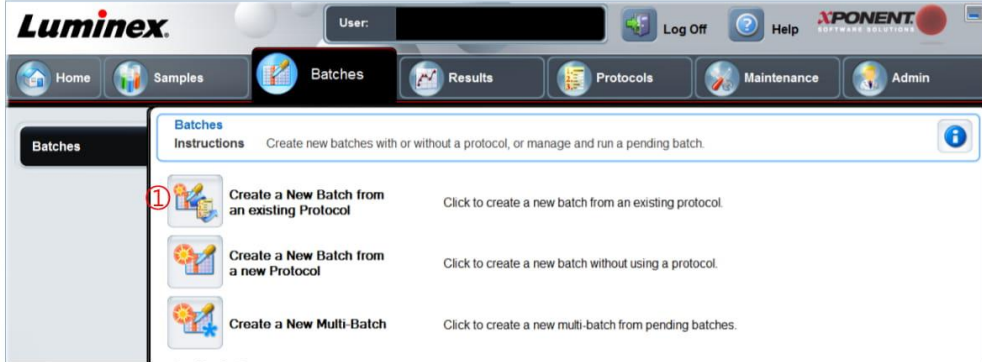 Luminex.
User:
Log Off
Help
XPONENT.
SOFTWARE SOLUTIONS
Home
Samples
Batches
Results
Protocols
Maintenance
Admin
Batches
Batches
Instructions Create new batches with or without a protocol, or manage and run a pending batch.
①
Create a New Batch from
an existing Protocol
Click to create a new batch from an existing protocol.
Create a New Batch from
a new Protocol
Click to create a new batch without using a protocol.
Create a New Multi-Batch
Click to create a new multi-batch from pending batches.